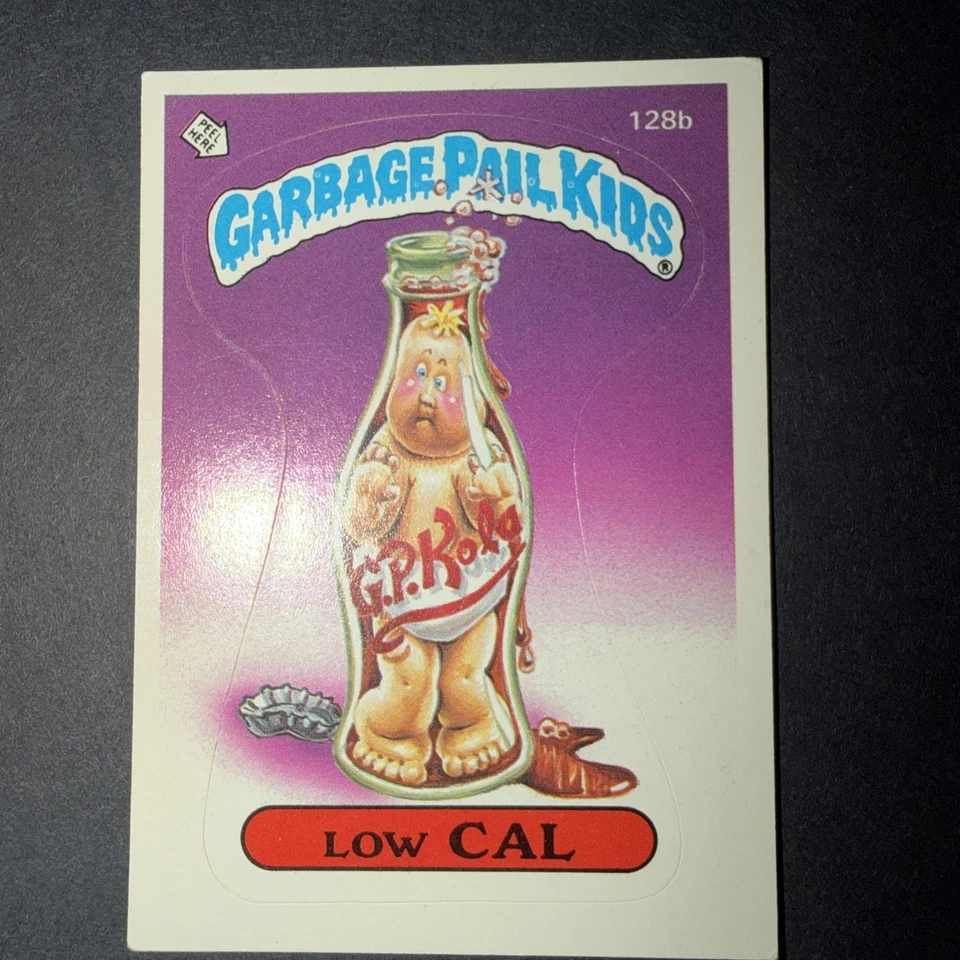 PEEL
HERE
128b
GARBAGE PAIL KIDS
®
G.P. Kola
LOW CAL